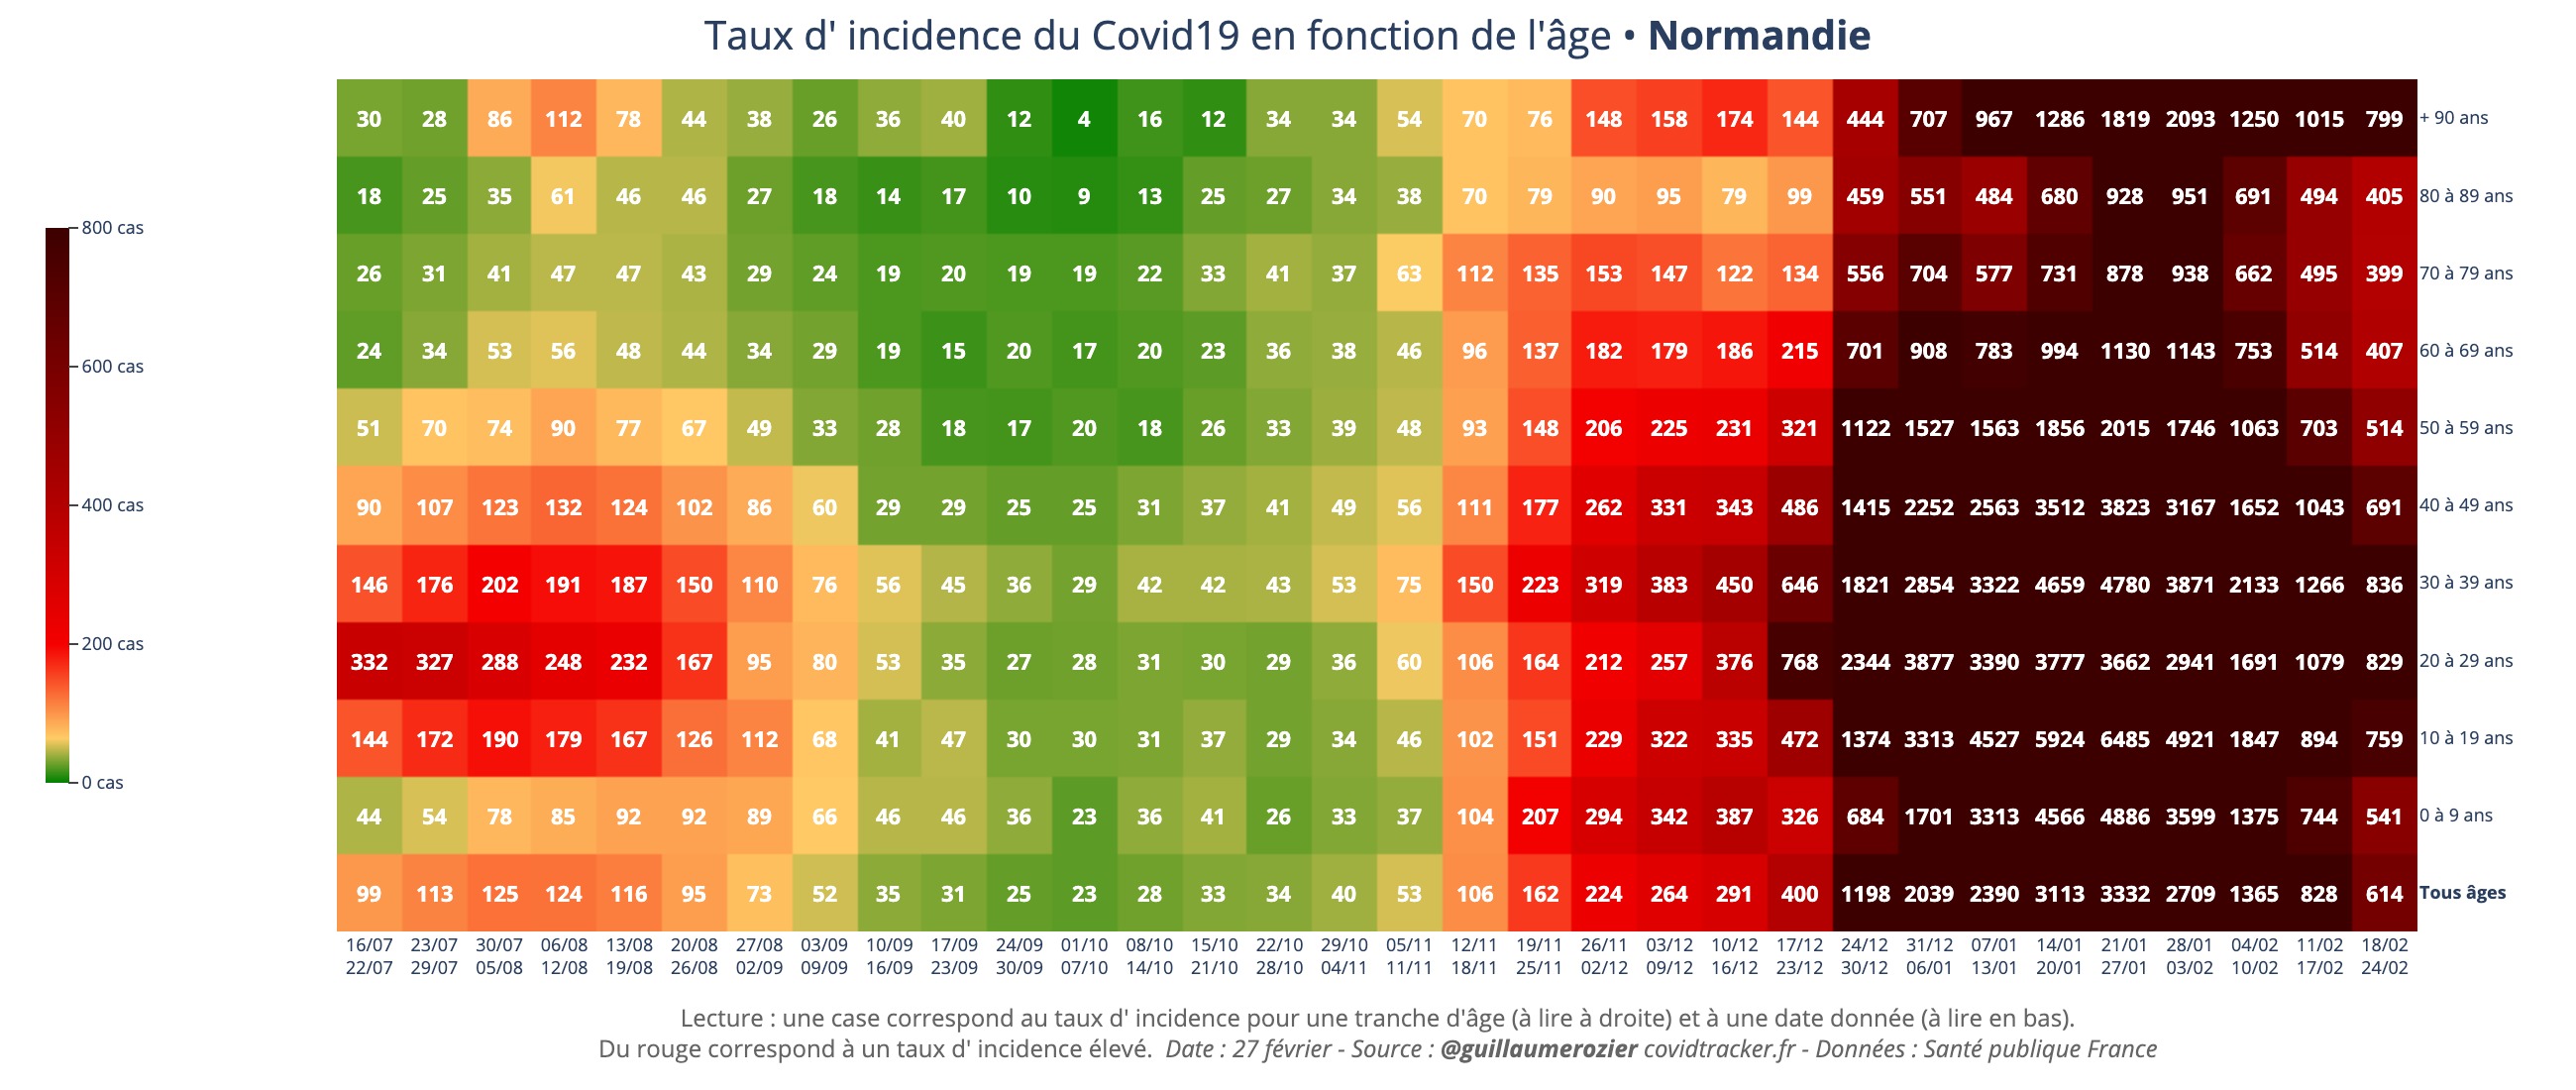 Taux d' incidence du Covid19 en fonction de l'âge • Normandie
30 28 86 112 78 44 38 26 36 40 12 4 16 12 34 34 54 70 76 148 158 174 144 444 707 967 1286 1819 2093 1250 1015 799 + 90 ans
18 25 35 61 46 46 27 18 14 17 10 9 13 25 27 34 38 70 79 90 95 79 99 459 551 484 680 928 951 691 494 405 80 à 89 ans
26 31 41 47 47 43 29 24 19 20 19 19 22 33 41 37 63 112 135 153 147 122 134 556 704 577 731 878 938 662 495 399 70 à 79 ans
24 34 53 56 48 44 34 29 19 15 20 17 20 23 36 38 46 96 137 182 179 186 215 701 908 783 994 1130 1143 753 514 407 60 à 69 ans
51 70 74 90 77 67 49 33 28 18 17 20 18 26 33 39 48 93 148 206 225 231 321 1122 1527 1563 1856 2015 1746 1063 703 514 50 à 59 ans
90 107 123 132 124 102 86 60 29 29 25 25 31 37 41 49 56 111 177 262 331 343 486 1415 2252 2563 3512 3823 3167 1652 1043 691 40 à 49 ans
146 176 202 191 187 150 110 76 56 45 36 29 42 42 43 53 75 150 223 319 383 450 646 1821 2854 3322 4659 4780 3871 2133 1266 836 30 à 39 ans
332 327 288 248 232 167 95 80 53 35 27 28 31 30 29 36 60 106 164 212 257 376 768 2344 3877 3390 3777 3662 2941 1691 1079 829 20 à 29 ans
144 172 190 179 167 126 112 68 41 47 30 30 31 37 29 34 46 102 151 229 322 335 472 1374 3313 4527 5924 6485 4921 1847 894 759 10 à 19 ans
44 54 78 85 92 92 89 66 46 46 36 23 36 41 26 33 37 104 207 294 342 387 326 684 1701 3313 4566 4886 3599 1375 744 541 0 à 9 ans
99 113 125 124 116 95 73 52 35 31 25 23 28 33 34 40 53 106 162 224 264 291 400 1198 2039 2390 3113 3332 2709 1365 828 614 Tous âges
16/07 23/07 30/07 06/08 13/08 20/08 27/08 03/09 10/09 17/09 24/09 01/10 08/10 15/10 22/10 29/10 05/11 12/11 19/11 26/11 03/12 10/12 17/12 24/12 31/12 07/01 14/01 21/01 28/01 04/02 11/02 18/02
22/07 29/07 05/08 12/08 19/08 26/08 02/09 09/09 16/09 23/09 30/09 07/10 14/10 21/10 28/10 04/11 11/11 18/11 25/11 02/12 09/12 16/12 23/12 30/12 06/01 13/01 20/01 27/01 03/02 10/02 17/02 24/02
800 cas
600 cas
400 cas
200 cas
0 cas
Lecture : une case correspond au taux d' incidence pour une tranche d'âge (à lire à droite) et à une date donnée (à lire en bas).
Du rouge correspond à un taux d' incidence élevé. Date : 27 février - Source : @guillaumerozier covidtracker.fr - Données : Santé publique France